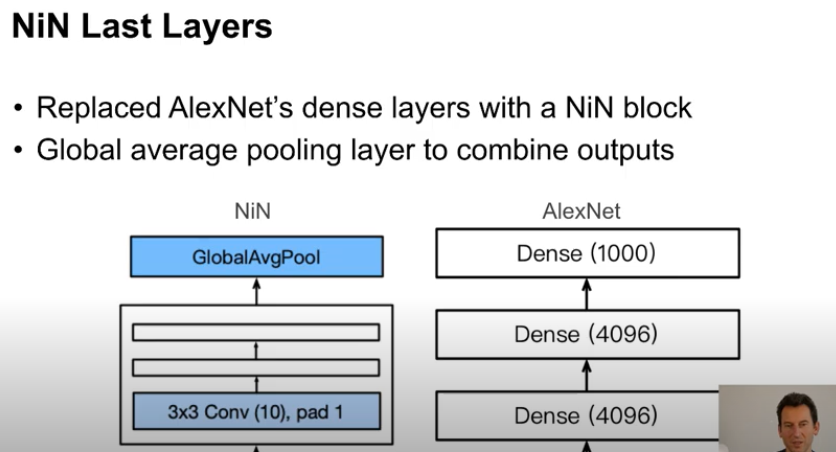 NiN Last Layers
• Replaced AlexNet's dense layers with a NiN block
• Global average pooling layer to combine outputs
NiN
AlexNet
GlobalAvgPool
Dense (1000)
Dense (4096)
3x3 Conv (10), pad 1
Dense (4096)